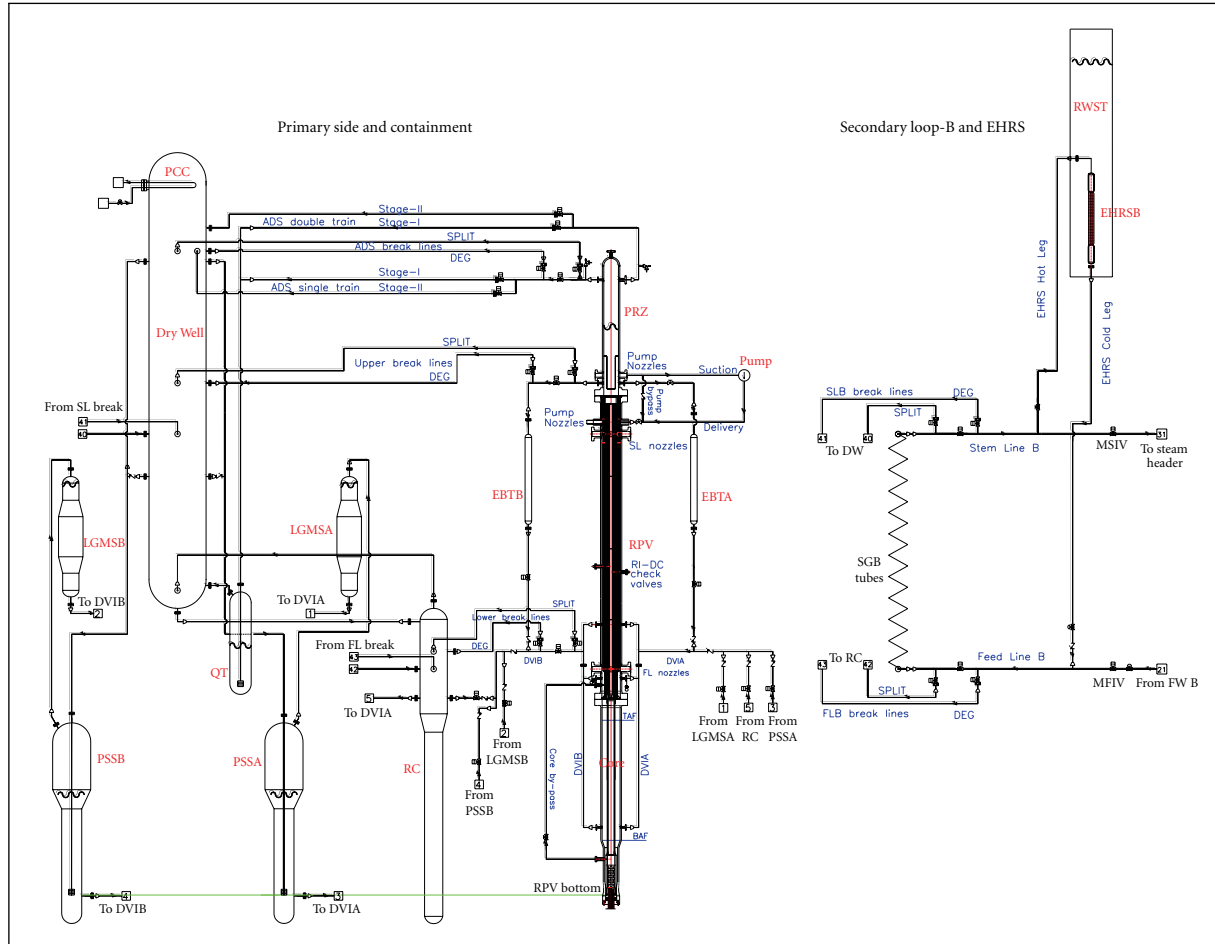 Primary side and containment
Secondary loop-B and EHRS
RWST
PCC
EHRSB
EHRS Hot Leg
EHRS Cold Leg
Stage-II
ADS double train
Stage-I
SPLIT
ADS break lines
DEG
Stage-I
ADS single train
Stage-II
PRZ
Dry Well
SPLIT
Upper break lines
DEG
Pump
Nozzles
Suction
Pump
Pump
bypass
From SL break
41
40
Pump
Nozzles
Delivery
SL nozzles
SLB break lines
DEG
SPLIT
41
40
To DW
Stem Line B
MSIV
31
To steam
header
LGMSB
LGMSA
EBTB
EBTA
RPV
RI-DC
check
valves
SGB
tubes
To DVIB
2
To DVIA
1
SPLIT
Lower break lines
From FL break
43
42
DEG
DVIB
DVIA
FL nozzles
QT
To DVIA
5
2
From
LGMSB
4
From
PSSB
1
5
3
From
LGMSA
From
RC
From
PSSA
To RC
43
42
SPLIT
FLB break lines
DEG
Feed Line B
MFIV
21
From FW B
TAF
PSSB
PSSA
RC
Core by-pass
DVIB
Core
DVIA
BAF
RPV bottom
4
To DVIB
3
To DVIA